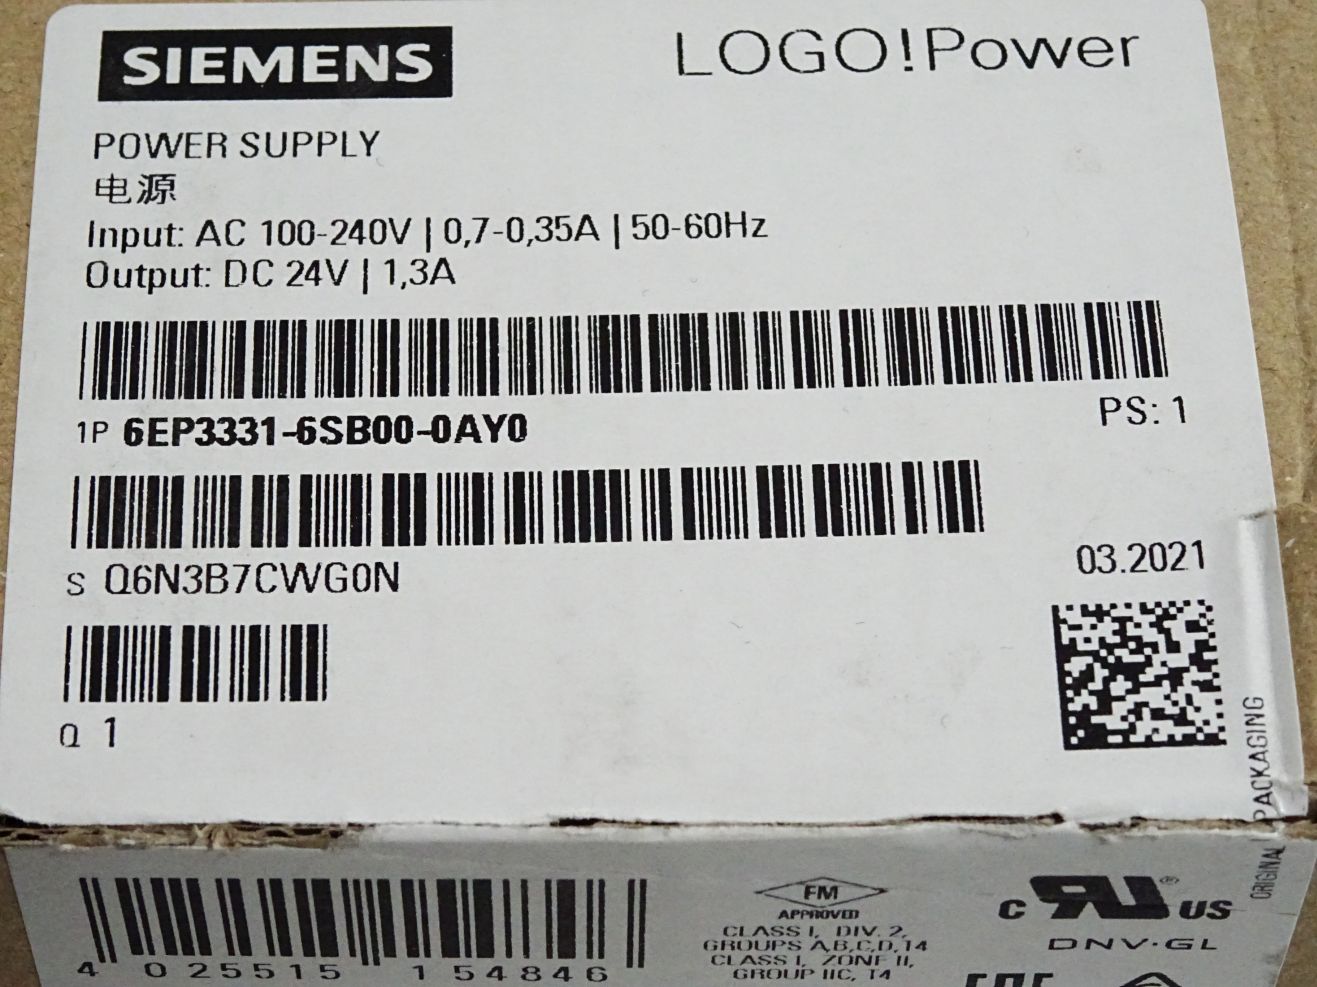 SIEMENS
LOGO!Power
POWER SUPPLY
电源
Input: AC 100-240V | 0,7-0,35A | 50-60Hz
Output: DC 24V | 1,3A
1P 6EP3331-6SB00-0AY0
PS: 1
S Q6N3B7CWG0N
03.2021
Q 1
ORIGINAL PACKAGING
4 025515 154846
FM
APPROVED
CLASS I, DIV. 2,
GROUPS A,B,C,D, T4
CLASS I, ZONE II,
GROUP IIC, T4
C UR US ®
DNV·GL
EAC